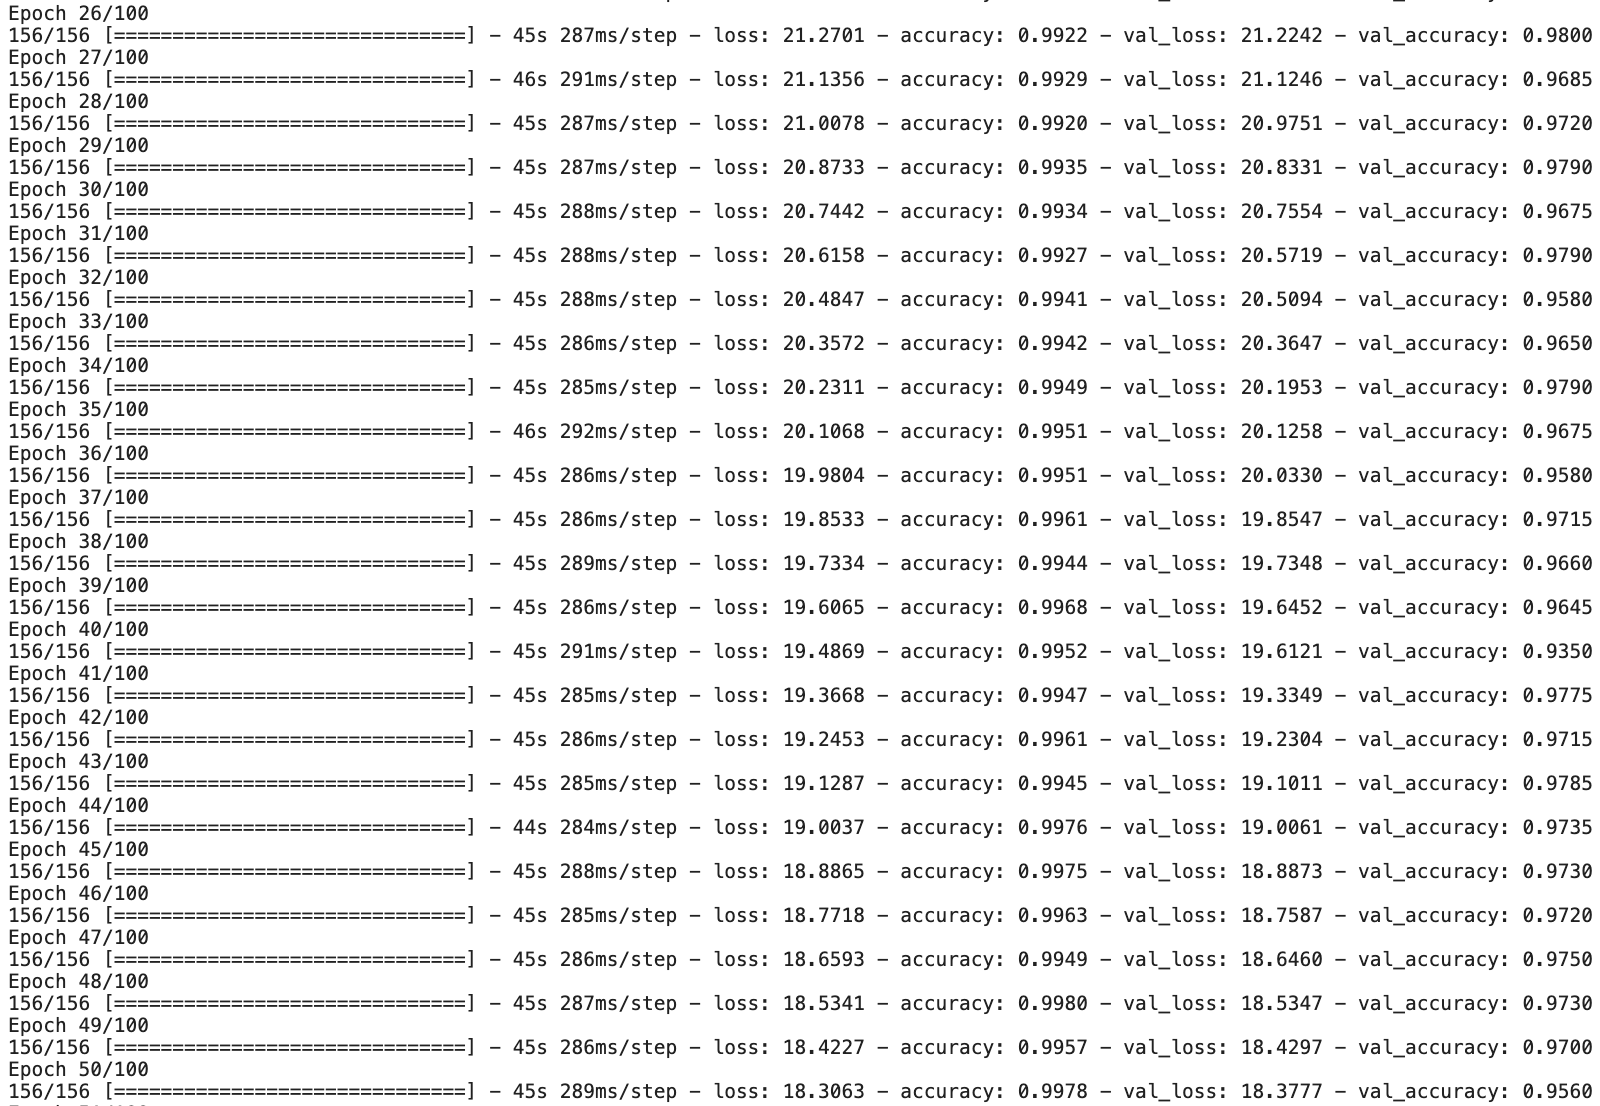 Epoch 26/100
156/156 [==============================] - 45s 287ms/step - loss: 21.2701 - accuracy: 0.9922 - val_loss: 21.2242 - val_accuracy: 0.9800
Epoch 27/100
156/156 [==============================] - 46s 291ms/step - loss: 21.1356 - accuracy: 0.9929 - val_loss: 21.1246 - val_accuracy: 0.9685
Epoch 28/100
156/156 [==============================] - 45s 287ms/step - loss: 21.0078 - accuracy: 0.9920 - val_loss: 20.9751 - val_accuracy: 0.9720
Epoch 29/100
156/156 [==============================] - 45s 287ms/step - loss: 20.8733 - accuracy: 0.9935 - val_loss: 20.8331 - val_accuracy: 0.9790
Epoch 30/100
156/156 [==============================] - 45s 288ms/step - loss: 20.7442 - accuracy: 0.9934 - val_loss: 20.7554 - val_accuracy: 0.9675
Epoch 31/100
156/156 [==============================] - 45s 288ms/step - loss: 20.6158 - accuracy: 0.9927 - val_loss: 20.5719 - val_accuracy: 0.9790
Epoch 32/100
156/156 [==============================] - 45s 288ms/step - loss: 20.4847 - accuracy: 0.9941 - val_loss: 20.5094 - val_accuracy: 0.9580
Epoch 33/100
156/156 [==============================] - 45s 286ms/step - loss: 20.3572 - accuracy: 0.9942 - val_loss: 20.3647 - val_accuracy: 0.9650
Epoch 34/100
156/156 [==============================] - 45s 285ms/step - loss: 20.2311 - accuracy: 0.9949 - val_loss: 20.1953 - val_accuracy: 0.9790
Epoch 35/100
156/156 [==============================] - 46s 292ms/step - loss: 20.1068 - accuracy: 0.9951 - val_loss: 20.1258 - val_accuracy: 0.9675
Epoch 36/100
156/156 [==============================] - 45s 286ms/step - loss: 19.9804 - accuracy: 0.9951 - val_loss: 20.0330 - val_accuracy: 0.9580
Epoch 37/100
156/156 [==============================] - 45s 286ms/step - loss: 19.8533 - accuracy: 0.9961 - val_loss: 19.8547 - val_accuracy: 0.9715
Epoch 38/100
156/156 [==============================] - 45s 289ms/step - loss: 19.7334 - accuracy: 0.9944 - val_loss: 19.7348 - val_accuracy: 0.9660
Epoch 39/100
156/156 [==============================] - 45s 286ms/step - loss: 19.6065 - accuracy: 0.9968 - val_loss: 19.6452 - val_accuracy: 0.9645
Epoch 40/100
156/156 [==============================] - 45s 291ms/step - loss: 19.4869 - accuracy: 0.9952 - val_loss: 19.6121 - val_accuracy: 0.9350
Epoch 41/100
156/156 [==============================] - 45s 285ms/step - loss: 19.3668 - accuracy: 0.9947 - val_loss: 19.3349 - val_accuracy: 0.9775
Epoch 42/100
156/156 [==============================] - 45s 286ms/step - loss: 19.2453 - accuracy: 0.9961 - val_loss: 19.2304 - val_accuracy: 0.9715
Epoch 43/100
156/156 [==============================] - 45s 285ms/step - loss: 19.1287 - accuracy: 0.9945 - val_loss: 19.1011 - val_accuracy: 0.9785
Epoch 44/100
156/156 [==============================] - 44s 284ms/step - loss: 19.0037 - accuracy: 0.9976 - val_loss: 19.0061 - val_accuracy: 0.9735
Epoch 45/100
156/156 [==============================] - 45s 288ms/step - loss: 18.8865 - accuracy: 0.9975 - val_loss: 18.8873 - val_accuracy: 0.9730
Epoch 46/100
156/156 [==============================] - 45s 285ms/step - loss: 18.7718 - accuracy: 0.9963 - val_loss: 18.7587 - val_accuracy: 0.9720
Epoch 47/100
156/156 [==============================] - 45s 286ms/step - loss: 18.6593 - accuracy: 0.9949 - val_loss: 18.6460 - val_accuracy: 0.9750
Epoch 48/100
156/156 [==============================] - 45s 287ms/step - loss: 18.5341 - accuracy: 0.9980 - val_loss: 18.5347 - val_accuracy: 0.9730
Epoch 49/100
156/156 [==============================] - 45s 286ms/step - loss: 18.4227 - accuracy: 0.9957 - val_loss: 18.4297 - val_accuracy: 0.9700
Epoch 50/100
156/156 [==============================] - 45s 289ms/step - loss: 18.3063 - accuracy: 0.9978 - val_loss: 18.3777 - val_accuracy: 0.9560